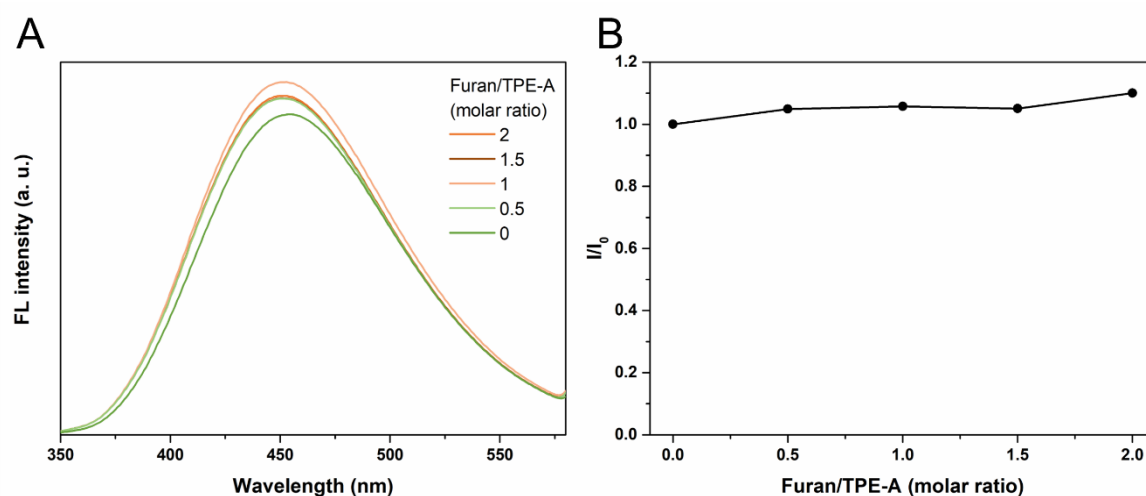 A
FL intensity (a. u.)
Furan/TPE-A
(molar ratio)
2
1.5
1
0.5
0
350 400 450 500 550
Wavelength (nm)
B
I/I0
1.2
1.0
0.8
0.6
0.4
0.2
0.0
0.0 0.5 1.0 1.5 2.0
Furan/TPE-A (molar ratio)